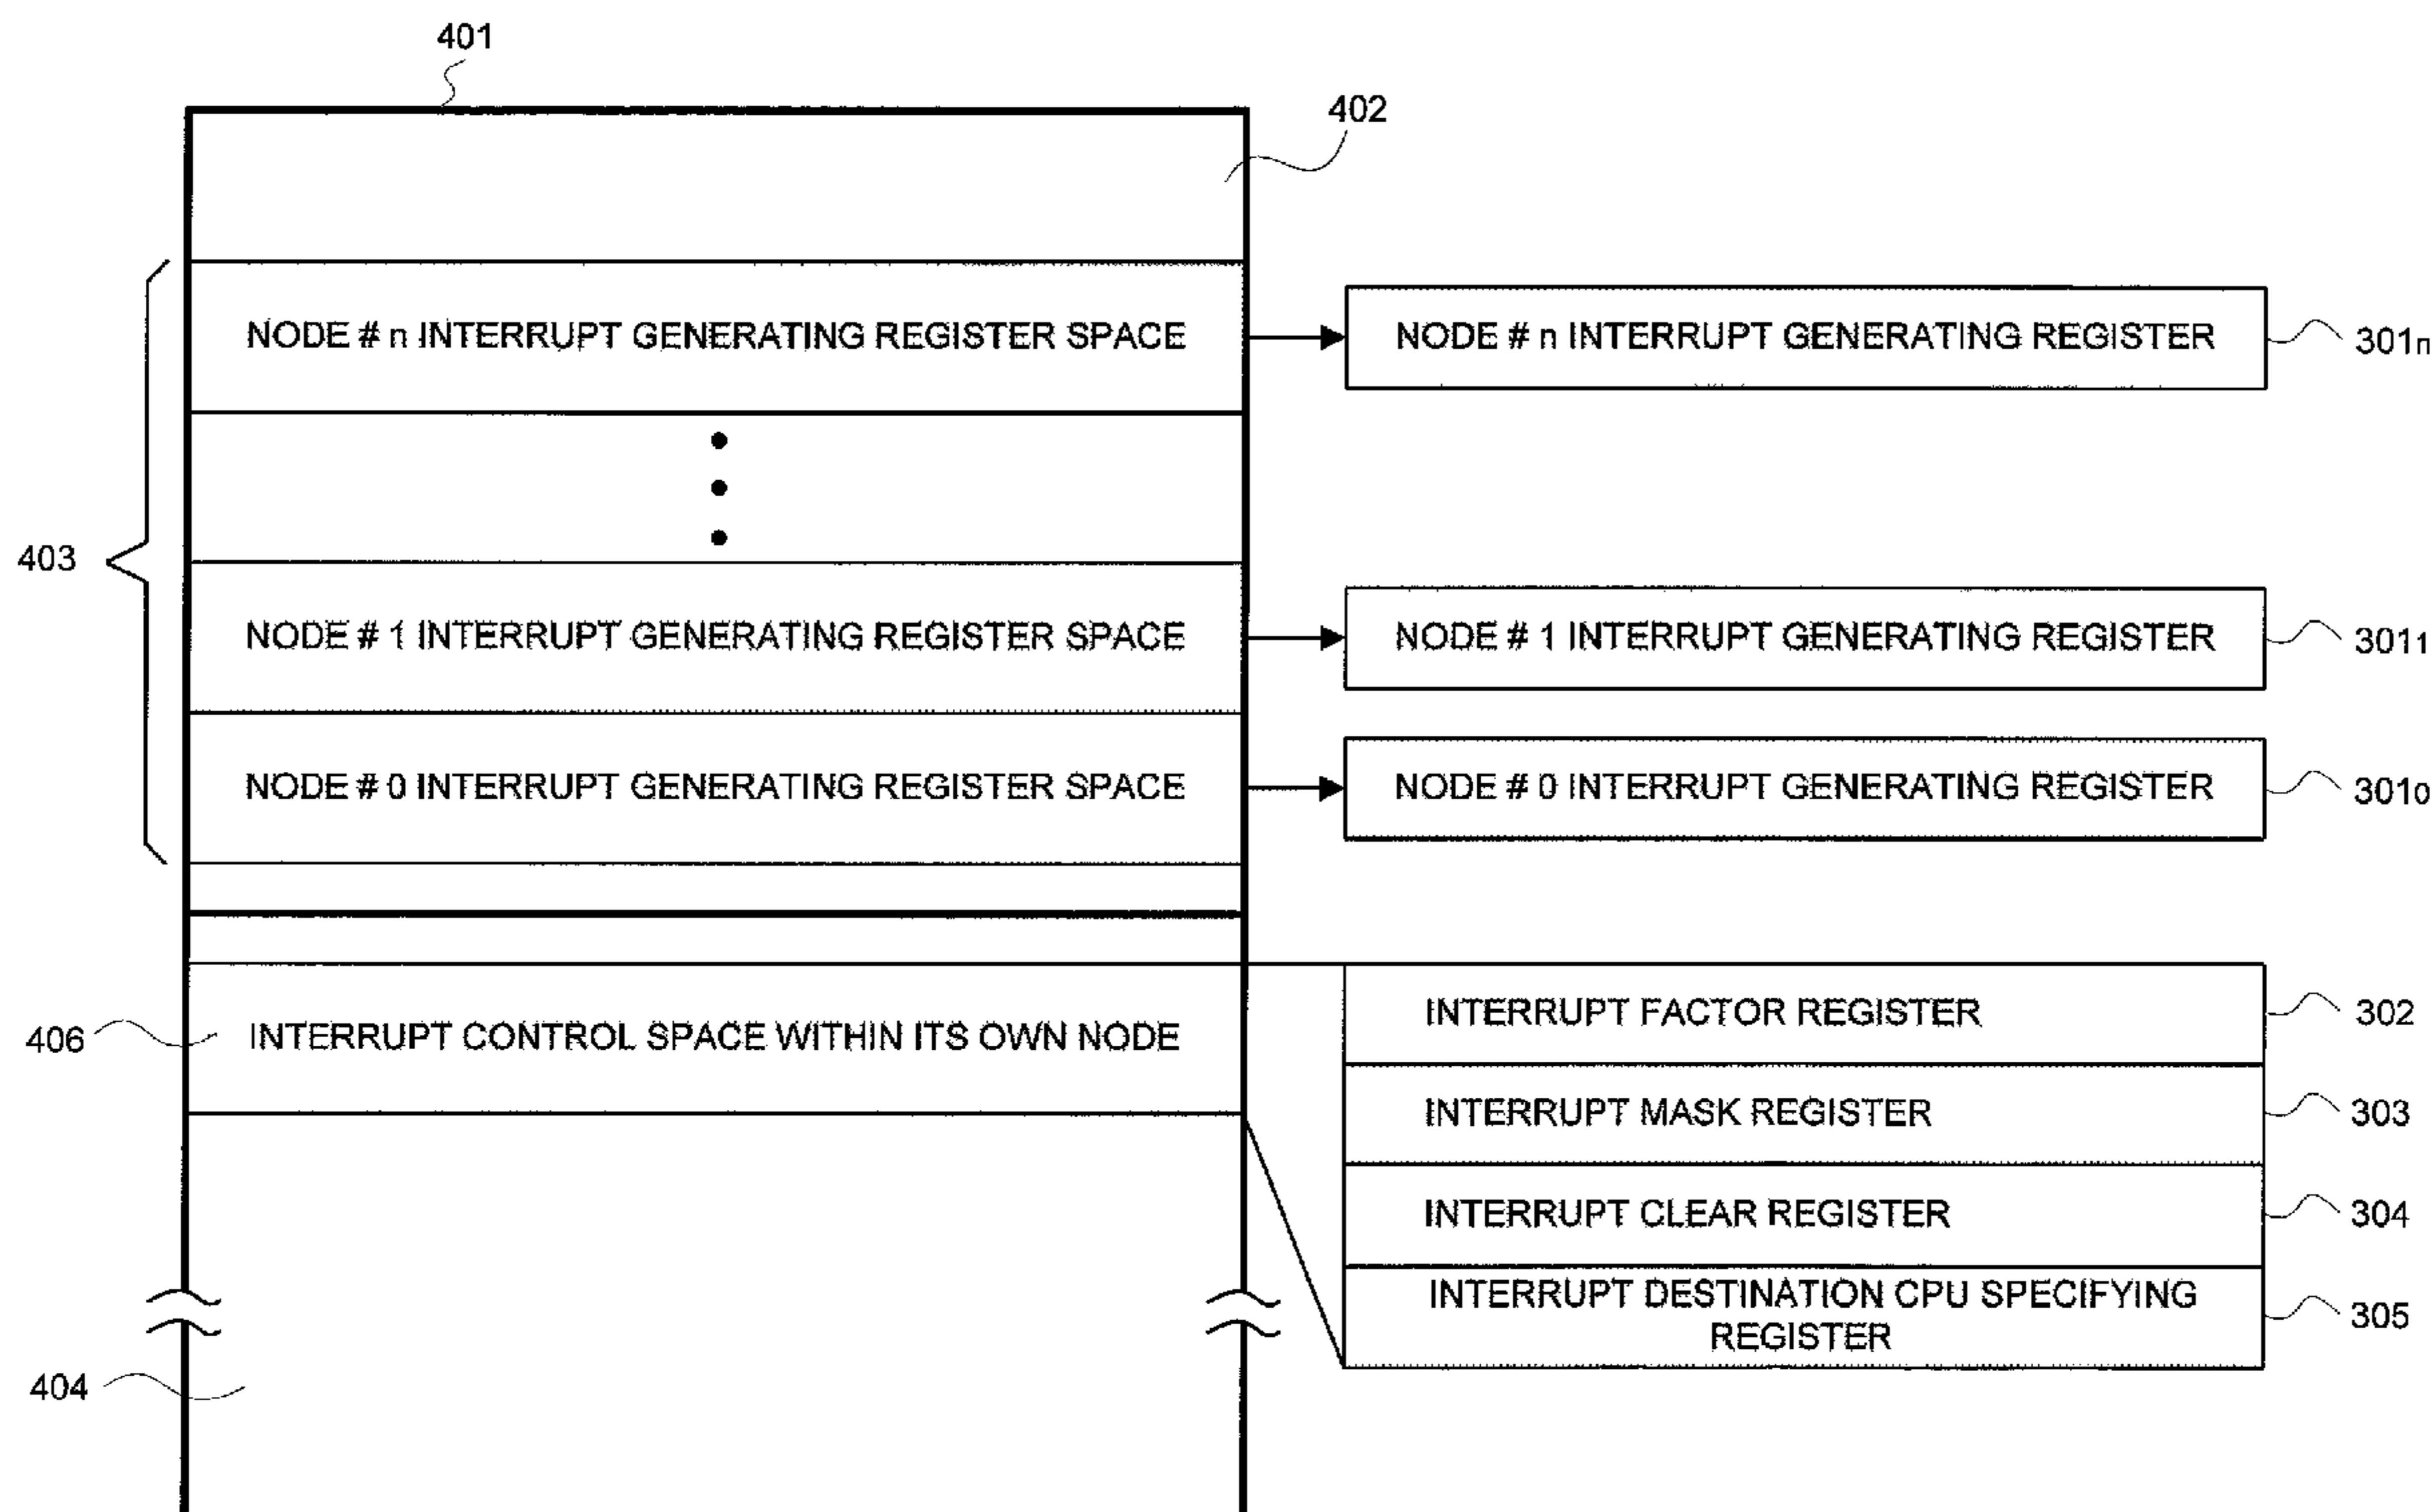 401
402
NODE # n INTERRUPT GENERATING REGISTER SPACE
NODE # n INTERRUPT GENERATING REGISTER
301n
403
NODE # 1 INTERRUPT GENERATING REGISTER SPACE
NODE # 1 INTERRUPT GENERATING REGISTER
3011
NODE # 0 INTERRUPT GENERATING REGISTER SPACE
NODE # 0 INTERRUPT GENERATING REGISTER
3010
406
INTERRUPT CONTROL SPACE WITHIN ITS OWN NODE
INTERRUPT FACTOR REGISTER
302
INTERRUPT MASK REGISTER
303
INTERRUPT CLEAR REGISTER
304
INTERRUPT DESTINATION CPU SPECIFYING
REGISTER
305
404